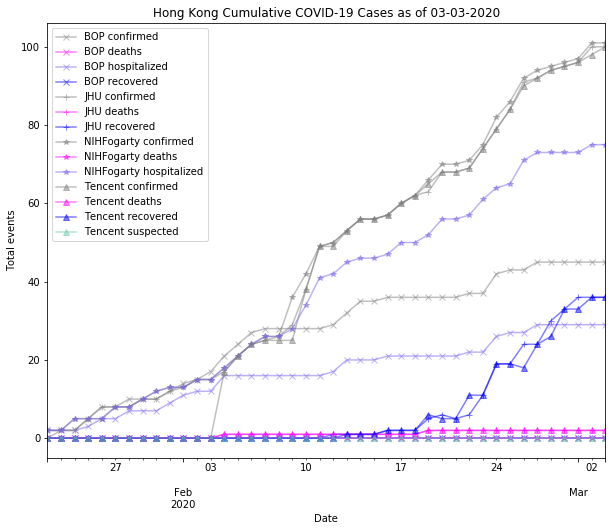 Hong Kong Cumulative COVID-19 Cases as of 03-03-2020
BOP confirmed
BOP deaths
BOP hospitalized
BOP recovered
JHU confirmed
JHU deaths
JHU recovered
NIHFogarty confirmed
NIHFogarty deaths
NIHFogarty hospitalized
Tencent confirmed
Tencent deaths
Tencent recovered
Tencent suspected
Total events
100
80
60
40
20
0
27 03 10 17 24 02
Feb Mar
2020
Date